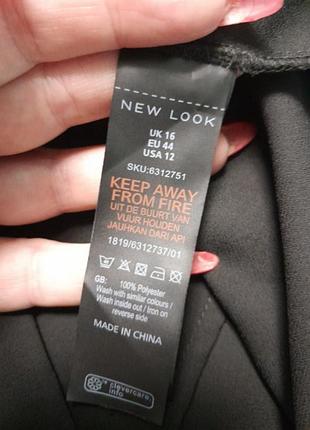 NEW LOOK
UK 16
EU 44
USA 12
SKU:6312751
KEEP AWAY
FROM FIRE
UIT DE BUURT VAN
VUUR HOUDEN
JAUHKAN DARI API
1819/6312737/01
GB: 100% Polyester
Wash with similar colours /
Wash inside out / Iron on
reverse side
MADE IN CHINA
clevercare
info